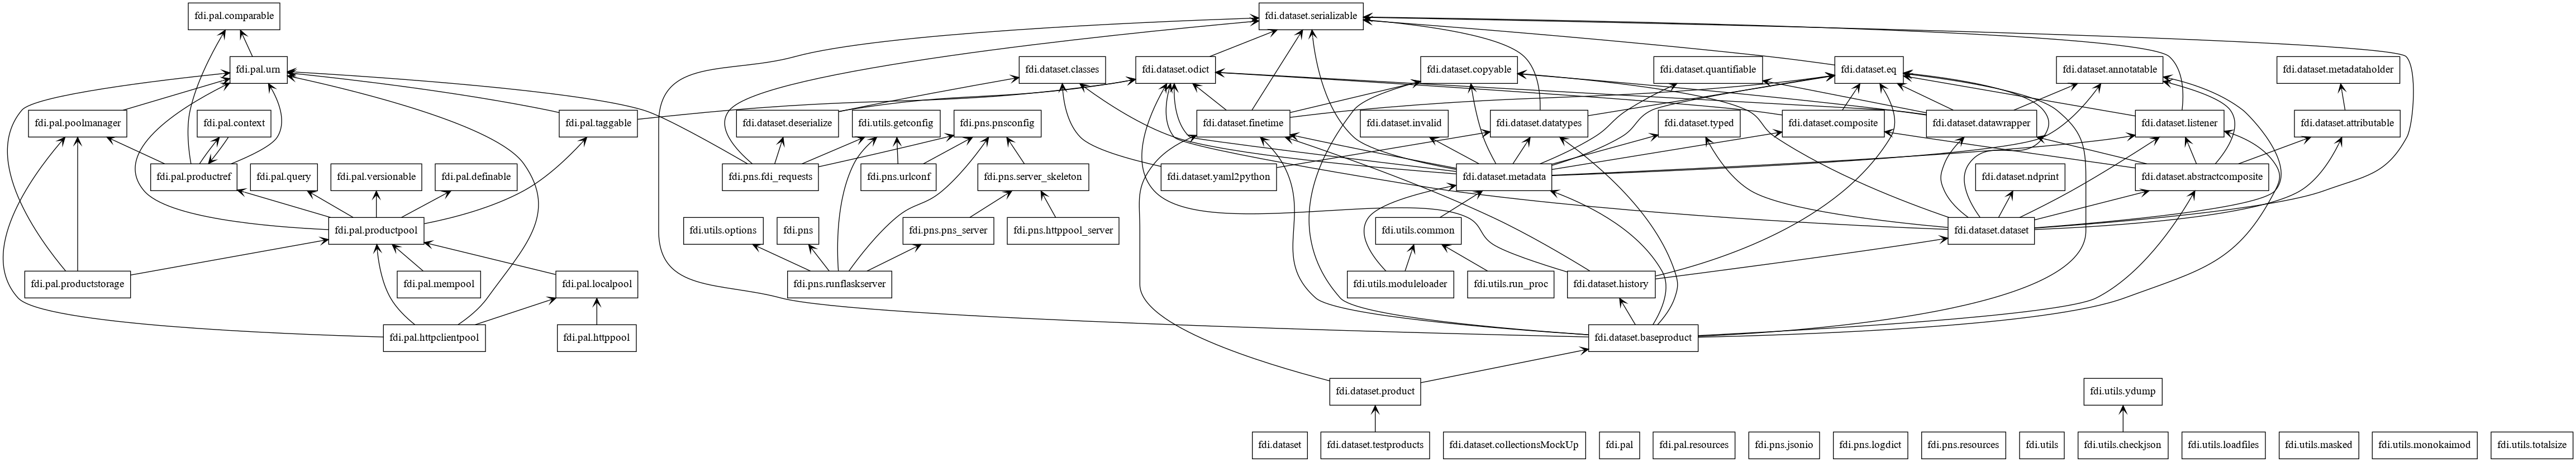 fdi.pal.comparable
fdi.dataset.serializable
fdi.pal.urn
fdi.dataset.classes
fdi.dataset.odict
fdi.dataset.copyable
fdi.dataset.quantifiable
fdi.dataset.eq
fdi.dataset.annotatable
fdi.dataset.metadataholder
fdi.pal.poolmanager
fdi.pal.context
fdi.pal.taggable
fdi.dataset.deserialize
fdi.utils.getconfig
fdi.pns.pnsconfig
fdi.dataset.finetime
fdi.dataset.invalid
fdi.dataset.datatypes
fdi.dataset.typed
fdi.dataset.composite
fdi.dataset.datawrapper
fdi.dataset.listener
fdi.dataset.attributable
fdi.pal.productref
fdi.pal.query
fdi.pal.versionable
fdi.pal.definable
fdi.pns.fdi_requests
fdi.pns.urlconf
fdi.pns.server_skeleton
fdi.dataset.yaml2python
fdi.dataset.metadata
fdi.dataset.ndprint
fdi.dataset.abstractcomposite
fdi.pal.productpool
fdi.utils.options
fdi.pns
fdi.pns.pns_server
fdi.pns.httppool_server
fdi.utils.common
fdi.dataset.dataset
fdi.pal.productstorage
fdi.pal.mempool
fdi.pal.localpool
fdi.pns.runflaskserver
fdi.utils.moduleloader
fdi.utils.run_proc
fdi.dataset.history
fdi.pal.httpclientpool
fdi.pal.httppool
fdi.dataset.baseproduct
fdi.dataset.product
fdi.utils.ydump
fdi.dataset
fdi.dataset.testproducts
fdi.dataset.collectionsMockUp
fdi.pal
fdi.pal.resources
fdi.pns.jsonio
fdi.pns.logdict
fdi.pns.resources
fdi.utils
fdi.utils.checkjson
fdi.utils.loadfiles
fdi.utils.masked
fdi.utils.monokaimod
fdi.utils.totalsize